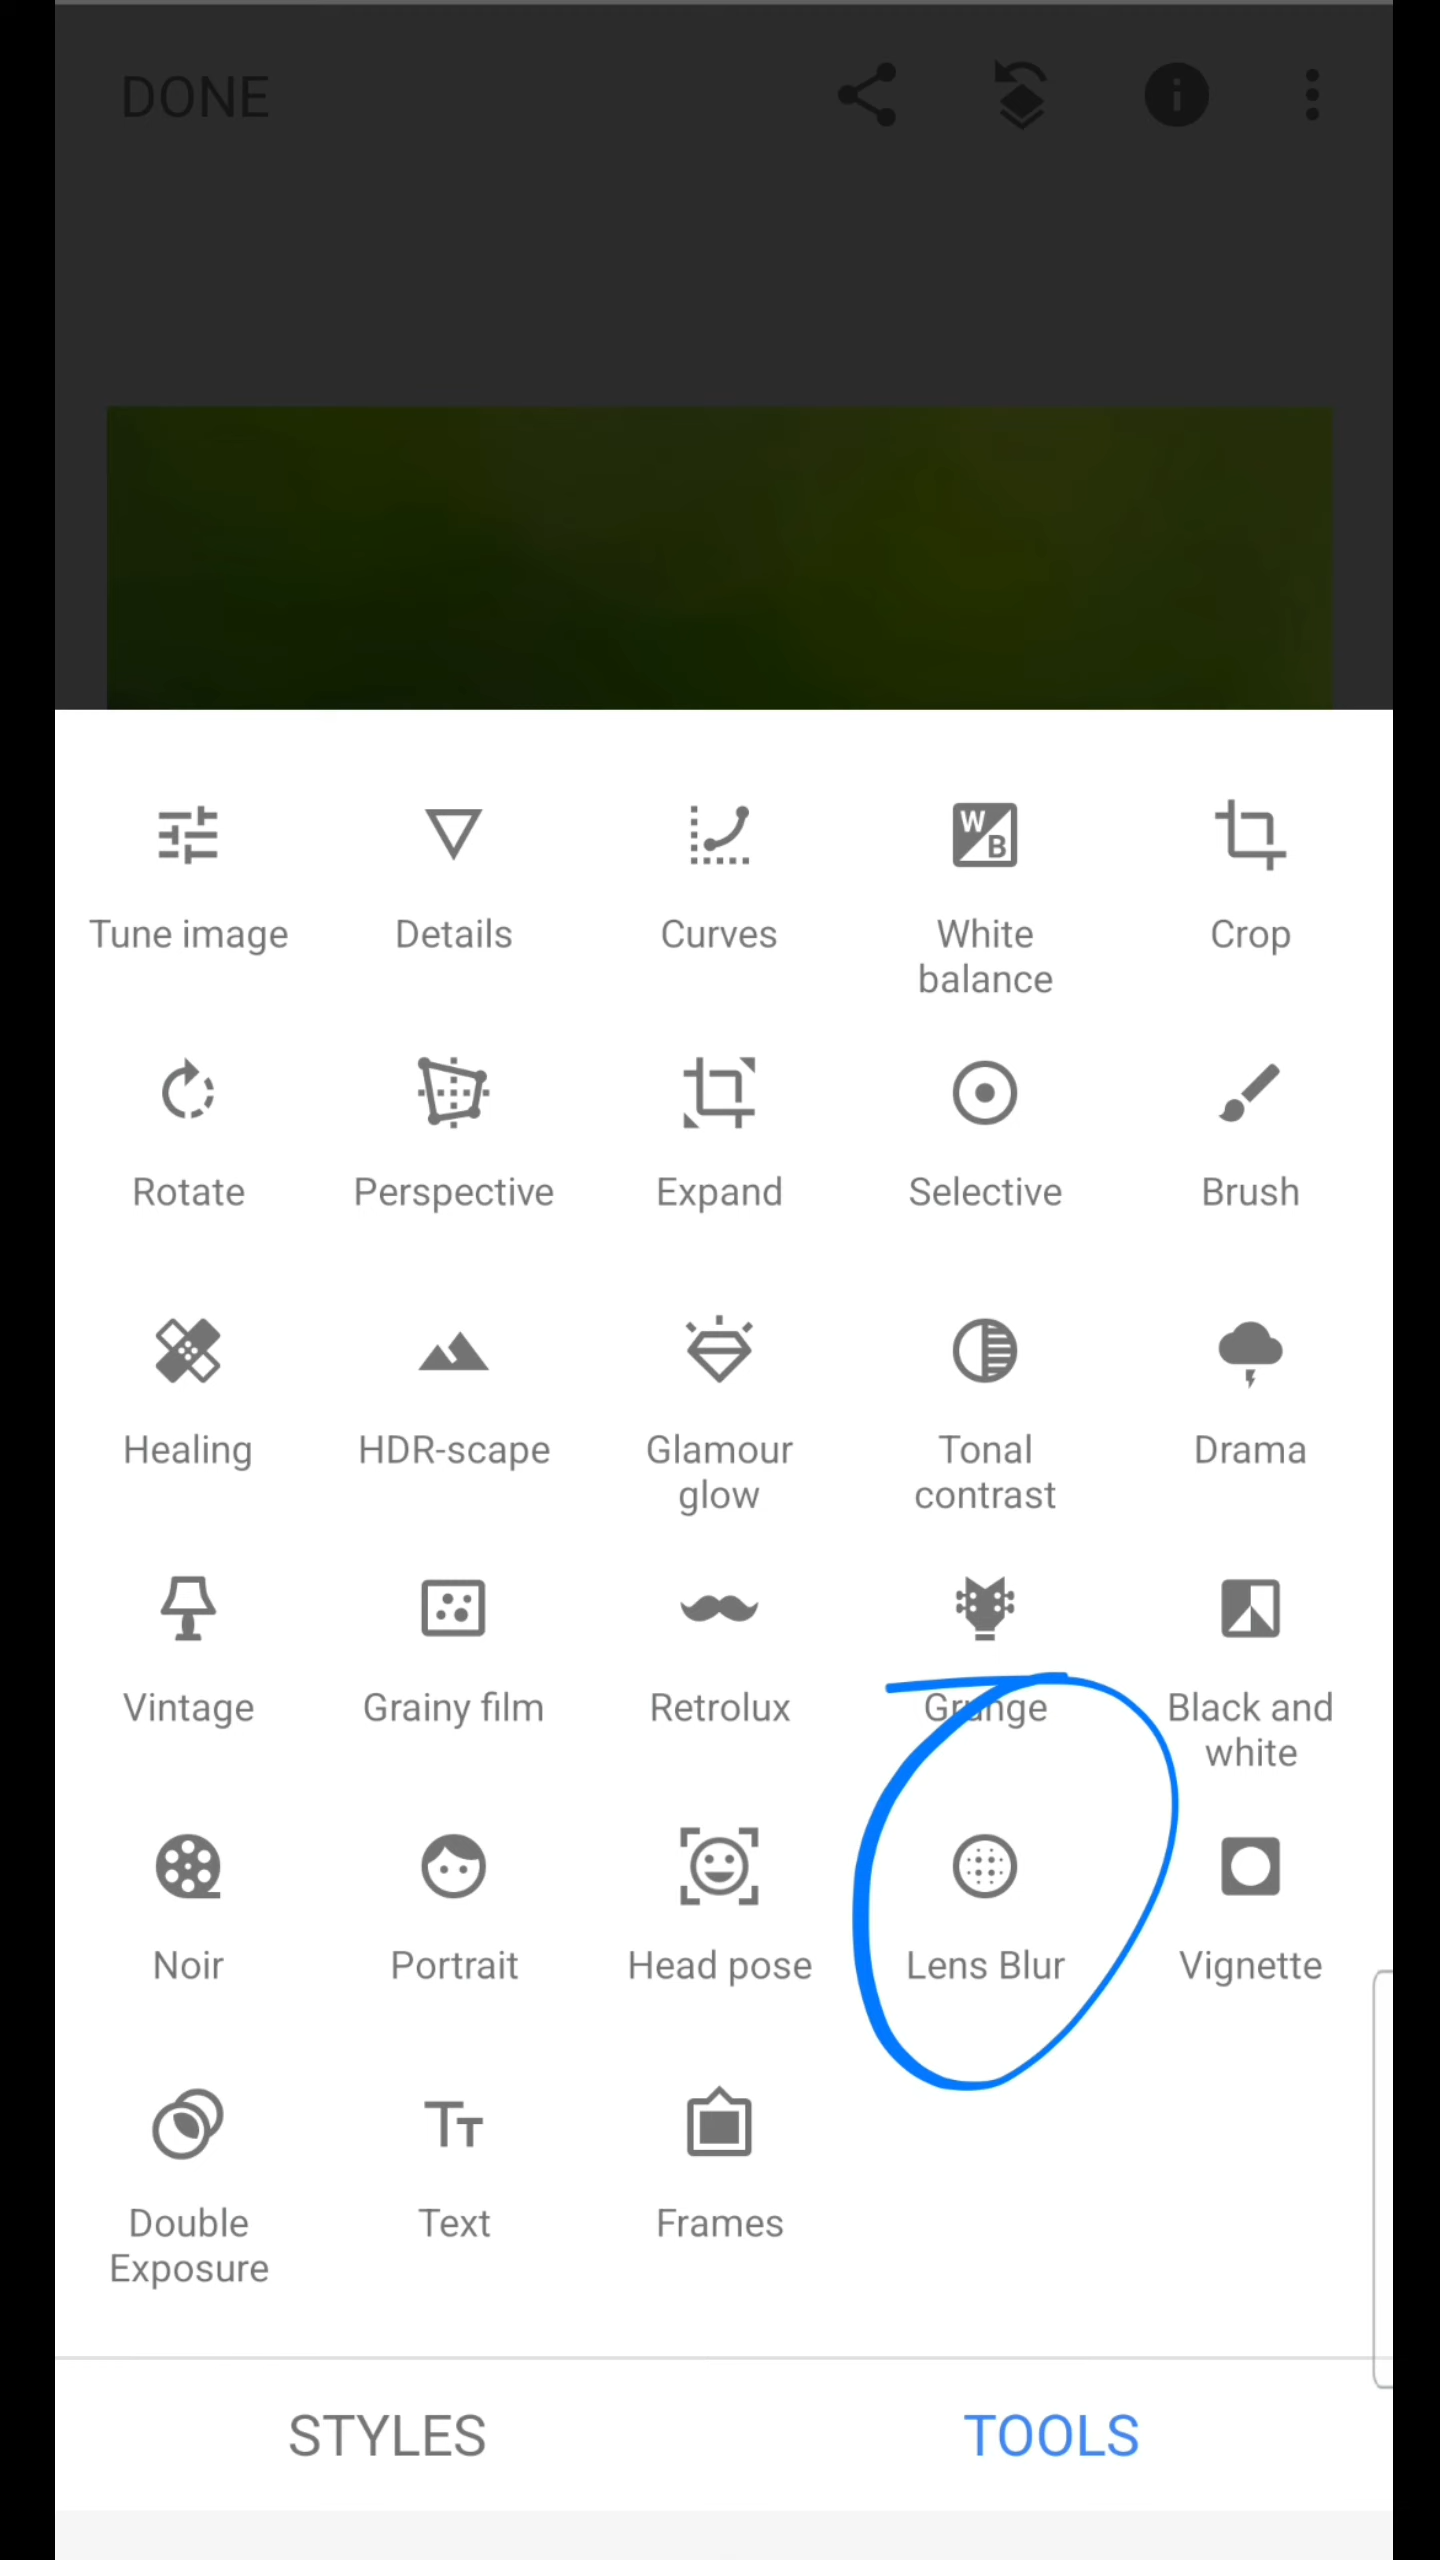 DONE
Tune image
Details
Curves
White
balance
Crop
Rotate
Perspective
Expand
Selective
Brush
Healing
HDR-scape
Glamour
glow
Tonal
contrast
Drama
Vintage
Grainy film
Retrolux
Grunge
Black and
white
Noir
Portrait
Head pose
Lens Blur
Vignette
Double
Exposure
Text
Frames
STYLES
TOOLS